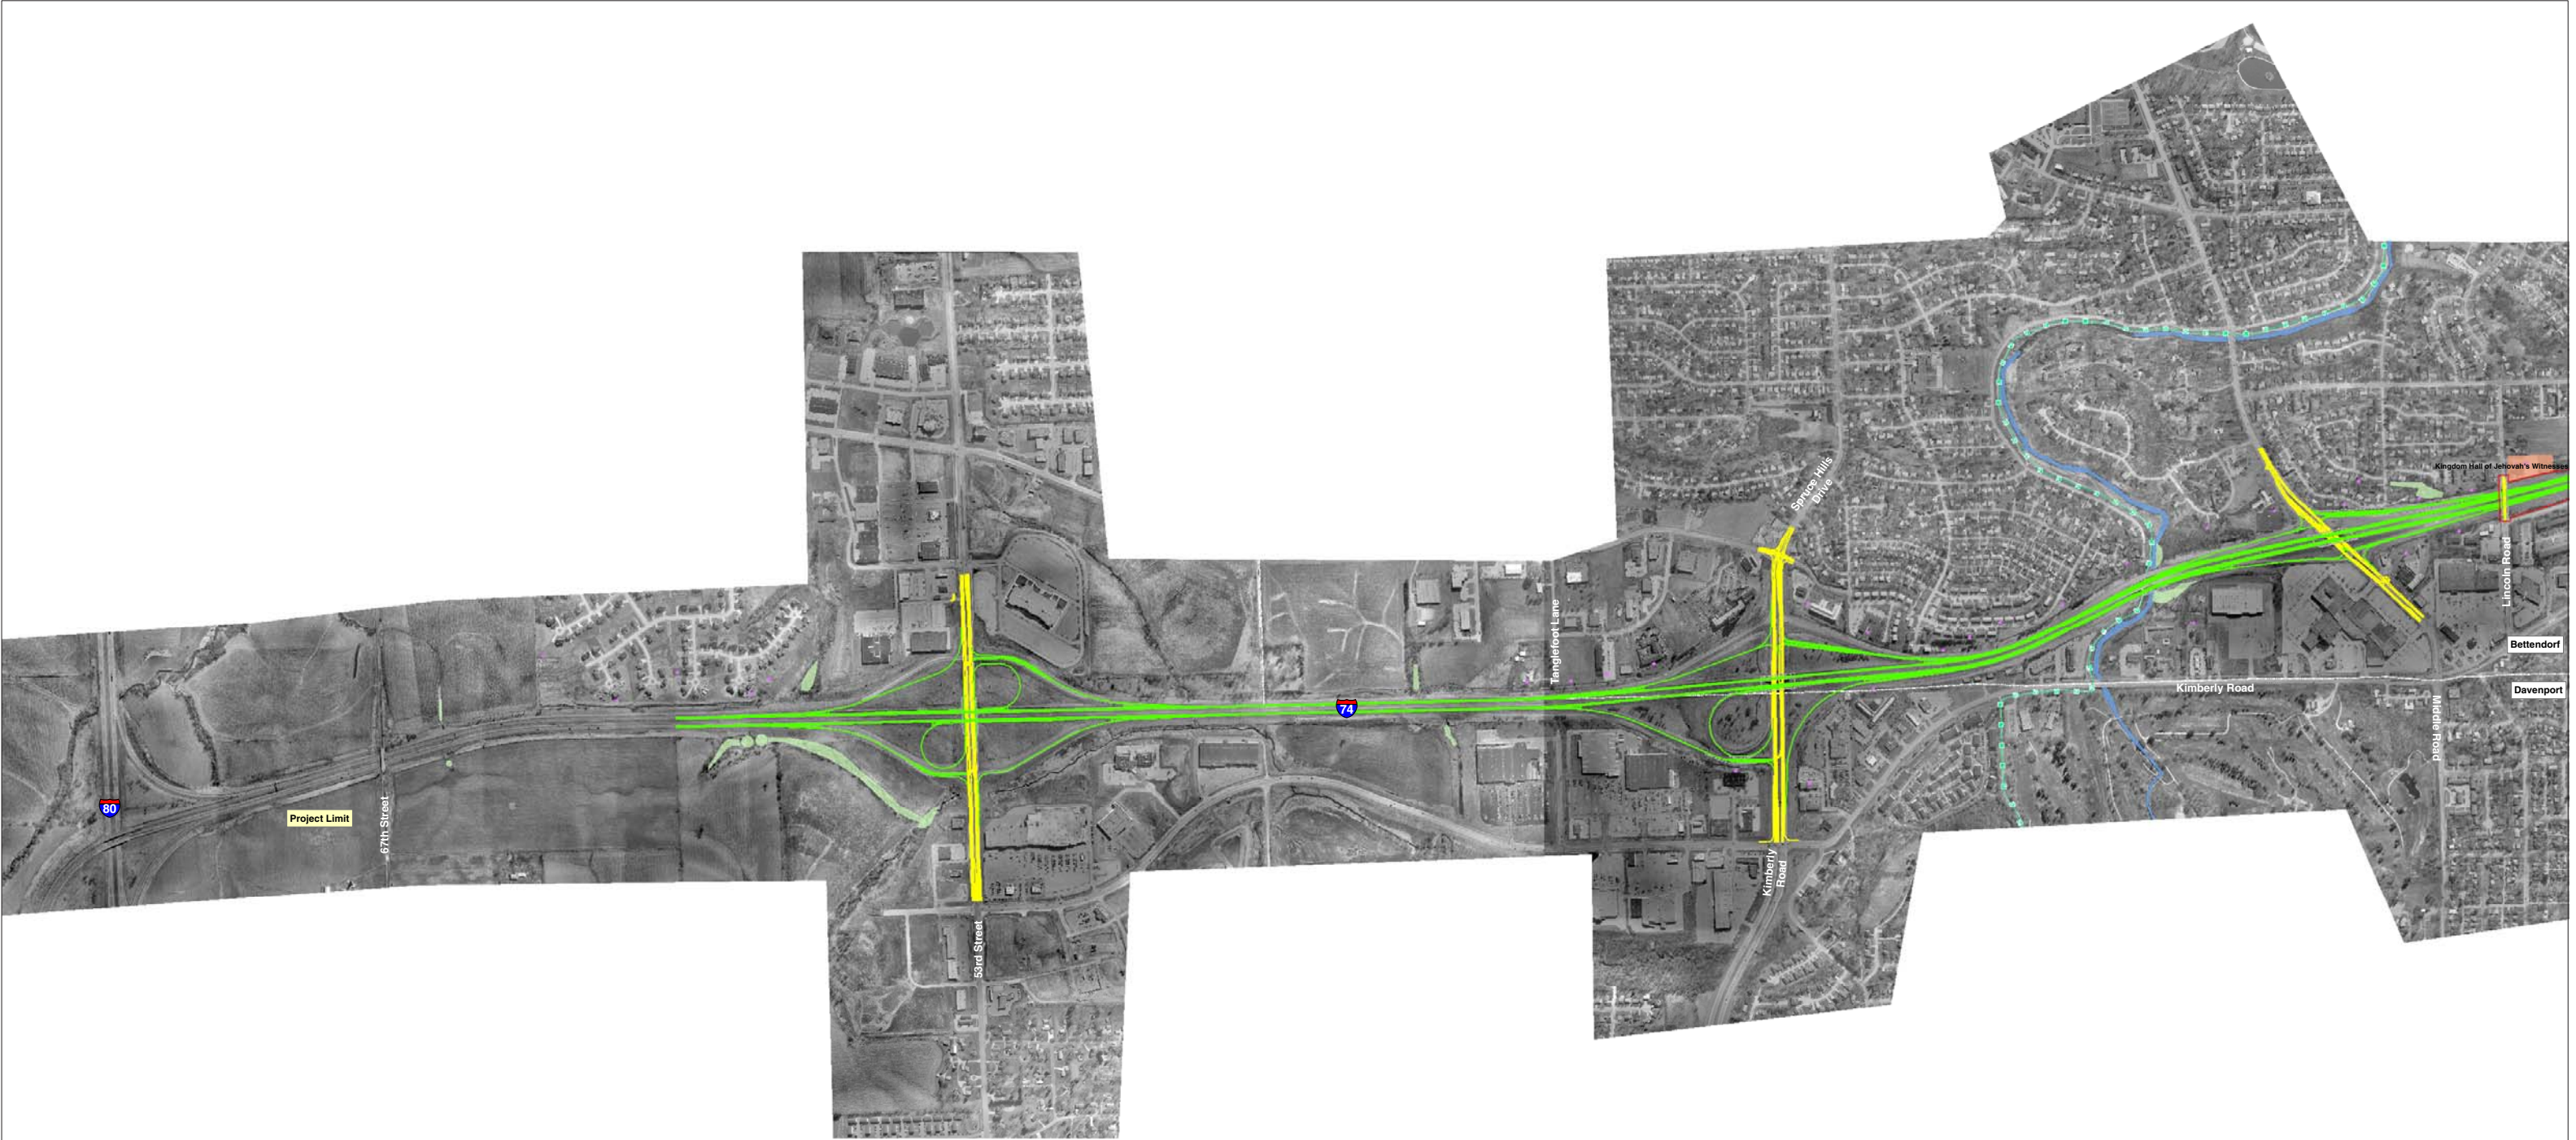 80
Project Limit
67th Street
53rd Street
74
Tanglefoot Lane
Spruce Hills
Drive
Kimberly
Road
Kingdom Hall of Jehovah's Witnesses
Lincoln Road
Bettendorf
Kimberly Road
Davenport
Middle Road